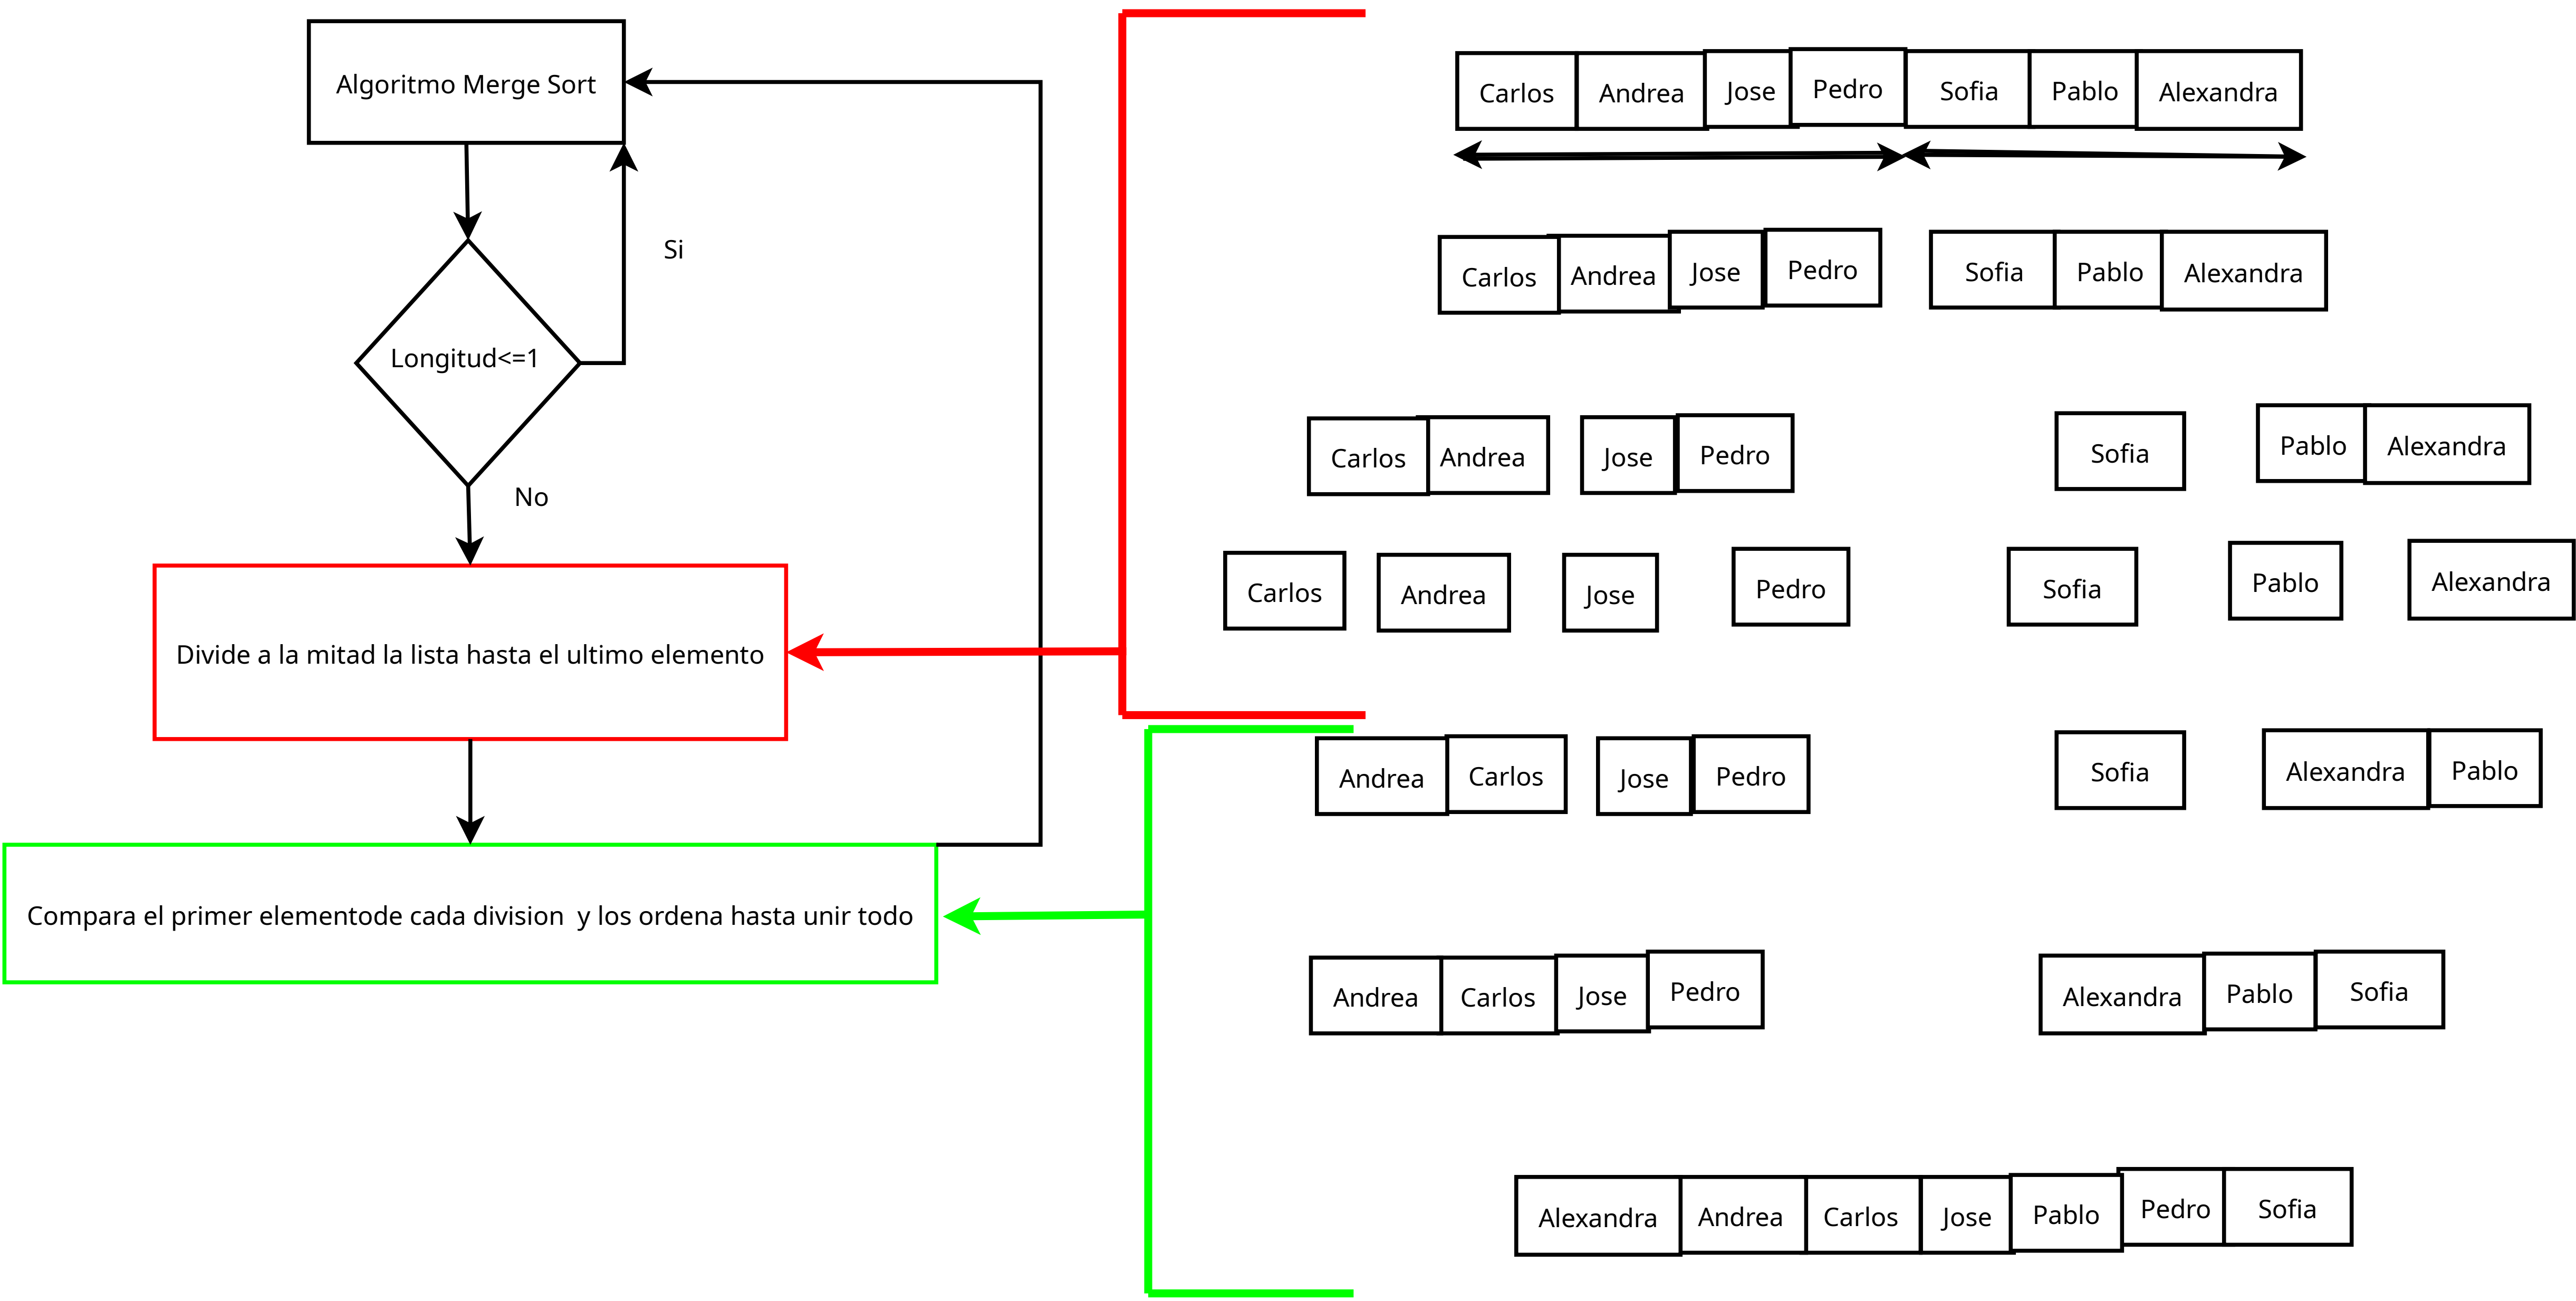 Algoritmo Merge Sort
Si
Longitud<=1
No
Divide a la mitad la lista hasta el ultimo elemento
Compara el primer elementode cada division  y los ordena hasta unir todo
Carlos Andrea Jose Pedro Sofia Pablo Alexandra
Carlos Andrea Jose Pedro Sofia Pablo Alexandra
Carlos Andrea Jose Pedro Sofia Pablo Alexandra
Carlos Andrea Jose Pedro Sofia Pablo Alexandra
Andrea Carlos Jose Pedro Sofia Alexandra Pablo
Andrea Carlos Jose Pedro Alexandra Pablo Sofia
Alexandra Andrea Carlos Jose Pablo Pedro Sofia